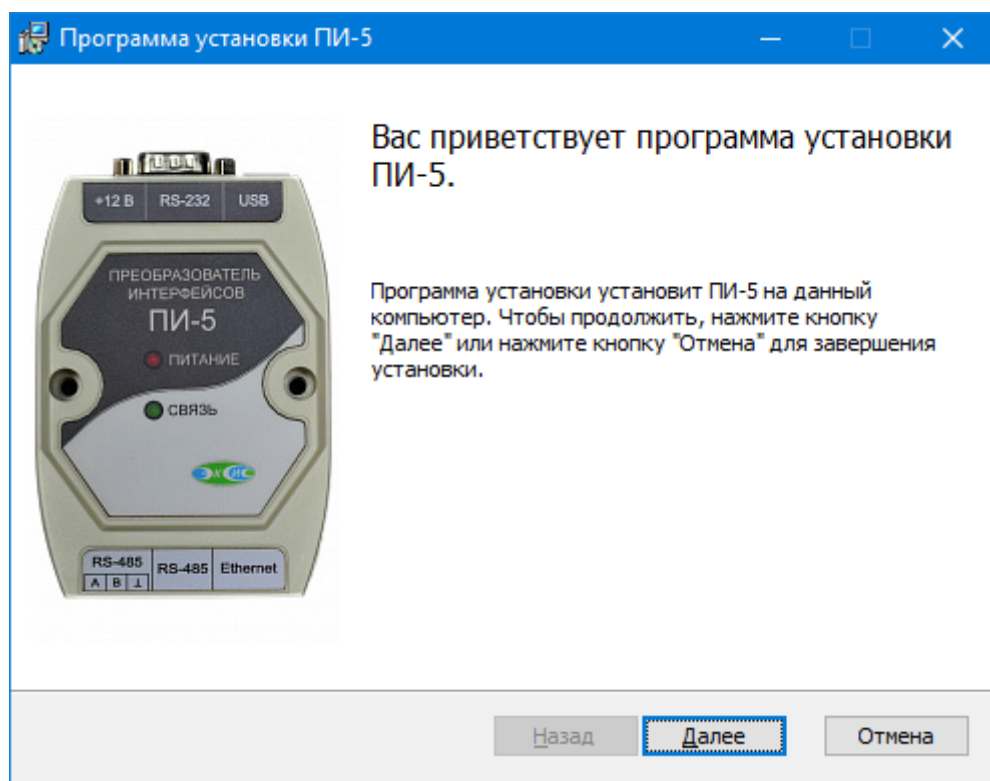 Программа установки ПИ-5
Вас приветствует программа установки
ПИ-5.
Программа установки установит ПИ-5 на данный
компьютер. Чтобы продолжить, нажмите кнопку
"Далее" или нажмите кнопку "Отмена" для завершения
установки.
+12 В RS-232 USB
ПРЕОБРАЗОВАТЕЛЬ
ИНТЕРФЕЙСОВ
ПИ-5
ПИТАНИЕ
СВЯЗЬ
ЭКСИС
RS-485 RS-485 Ethernet
А В ⊥
Назад Далее Отмена